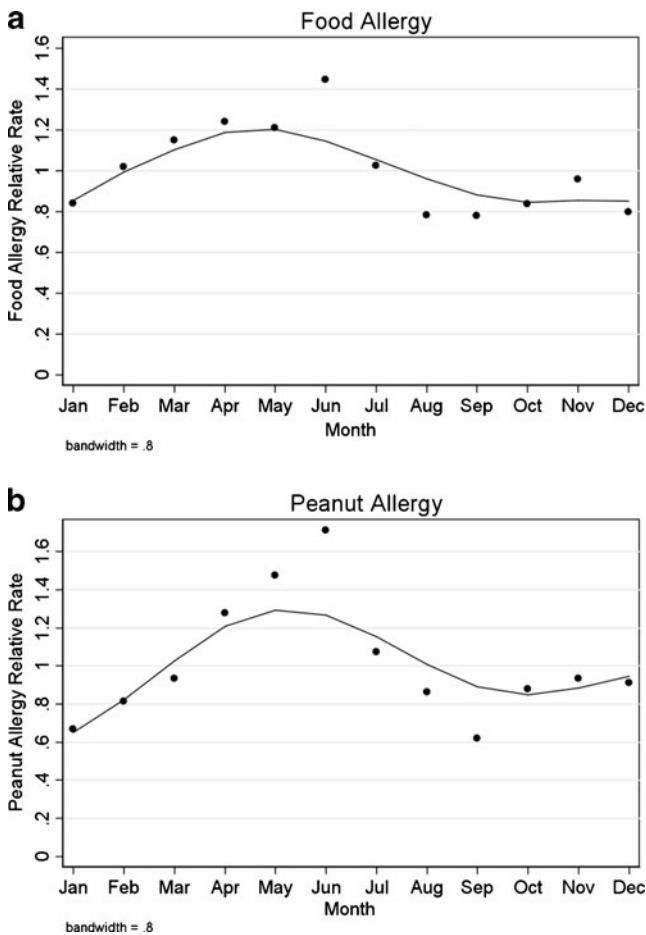 a
Food Allergy
Food Allergy Relative Rate
1.6
1.4
1.2
1
.8
.6
.4
.2
0
Jan Feb Mar Apr May Jun Jul Aug Sep Oct Nov Dec
Month
bandwidth = .8
b
Peanut Allergy
Peanut Allergy Relative Rate
1.6
1.4
1.2
1
.8
.6
.4
.2
0
Jan Feb Mar Apr May Jun Jul Aug Sep Oct Nov Dec
Month
bandwidth = .8